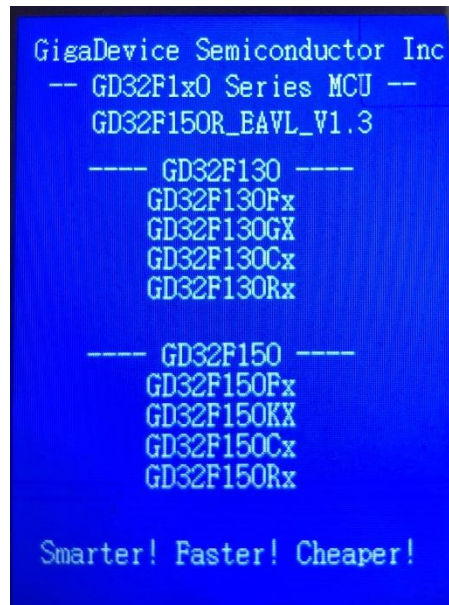 GigaDevice Semiconductor Inc
-- GD32F1x0 Series MCU --
GD32F150R_EAVL_V1.3
---- GD32F130 ----
GD32F130Fx
GD32F130GX
GD32F130Cx
GD32F130Rx
---- GD32F150 ----
GD32F150Fx
GD32F150KX
GD32F150Cx
GD32F150Rx
Smarter! Faster! Cheaper!